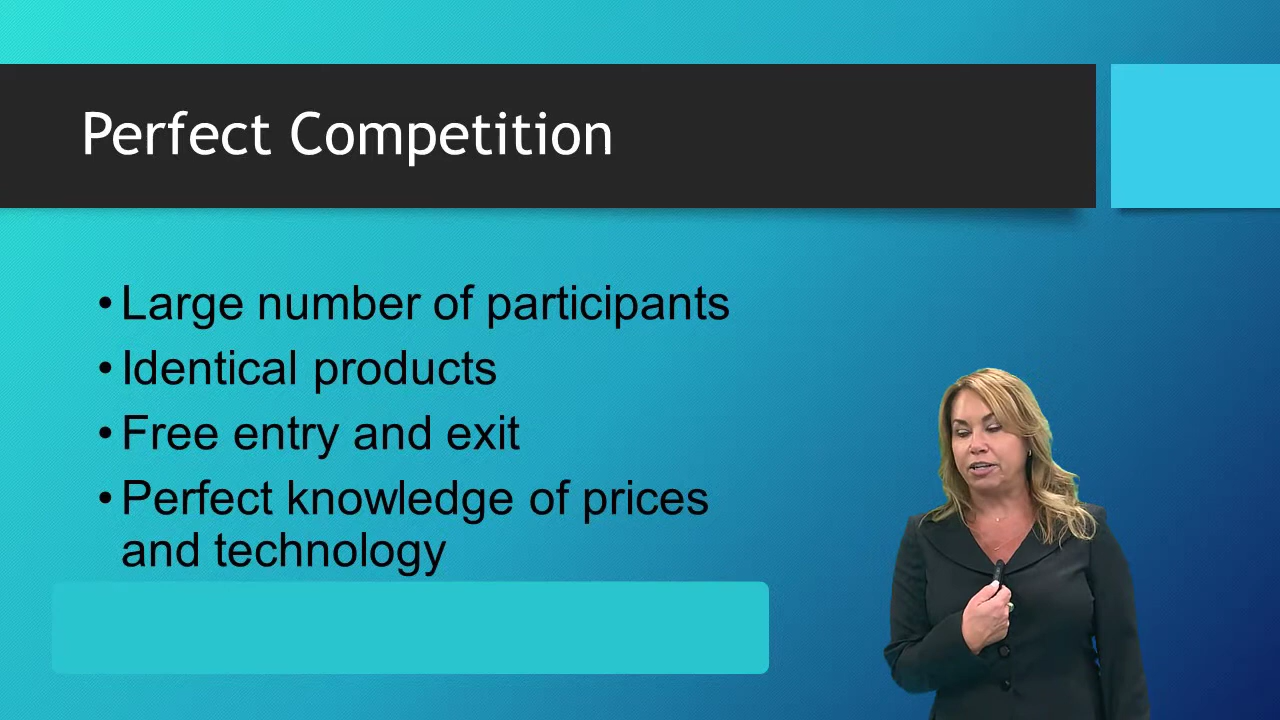 Perfect Competition
• Large number of participants
• Identical products
• Free entry and exit
• Perfect knowledge of prices
and technology